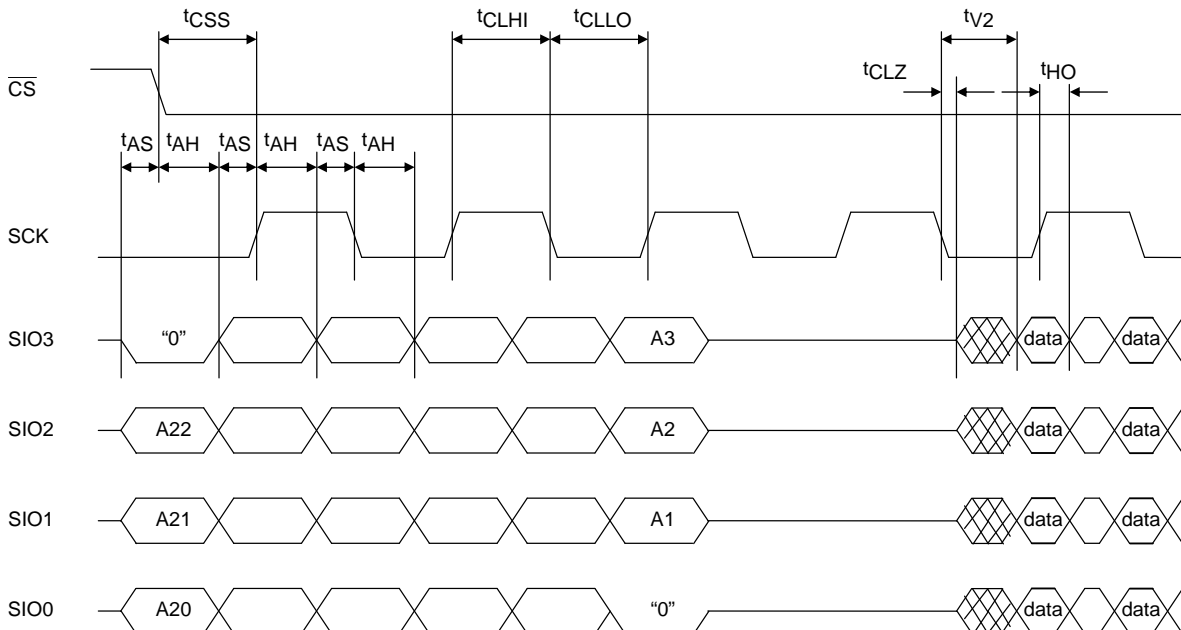 tCSS tCLHI tCLLO tV2
tCLZ tHO
CS
tAS tAH tAS tAH tAS tAH
SCK
SIO3 “0” A3 data data
SIO2 A22 A2 data data
SIO1 A21 A1 data data
SIO0 A20 “0” data data